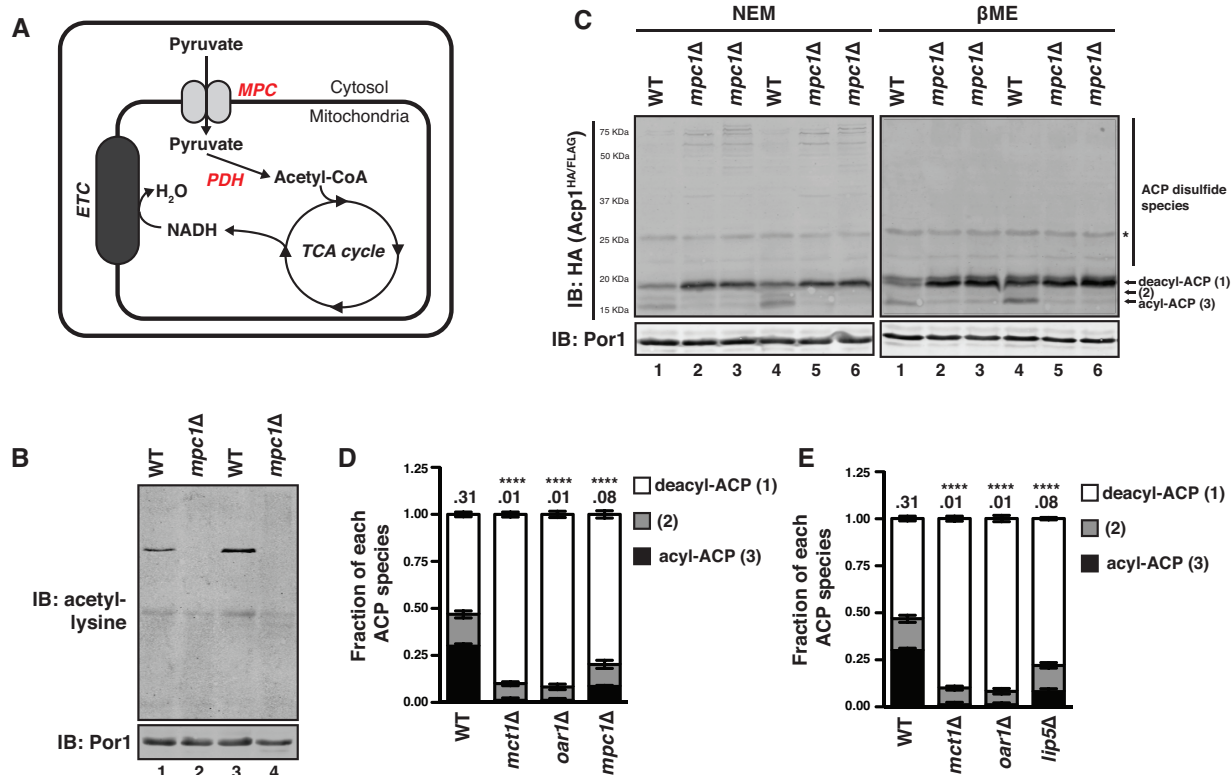 A
Pyruvate
MPC
Cytosol
Mitochondria
Pyruvate
PDH
Acetyl-CoA
H2O
NADH
TCA cycle
ETC
B
WT
mpc1Δ
WT
mpc1Δ
IB: acetyl-
lysine
IB: Por1
1 2 3 4
C
NEM
βME
WT
mpc1Δ
mpc1Δ
WT
mpc1Δ
mpc1Δ
WT
mpc1Δ
mpc1Δ
WT
mpc1Δ
mpc1Δ
IB: HA (Acp1HA/FLAG)
75 KDa
50 KDa
37 KDa
25 KDa
20 KDa
15 KDa
ACP disulfide
species
*
deacyl-ACP (1)
(2)
acyl-ACP (3)
IB: Por1
1 2 3 4 5 6
1 2 3 4 5 6
D
Fraction of each
ACP species
1.25
1.00
0.75
0.50
0.25
0.00
**** **** ****
.31 .01 .01 .08
deacyl-ACP (1)
(2)
acyl-ACP (3)
WT
mct1Δ
oar1Δ
mpc1Δ
E
Fraction of each
ACP species
1.25
1.00
0.75
0.50
0.25
0.00
**** **** ****
.31 .01 .01 .08
deacyl-ACP (1)
(2)
acyl-ACP (3)
WT
mct1Δ
oar1Δ
lip5Δ